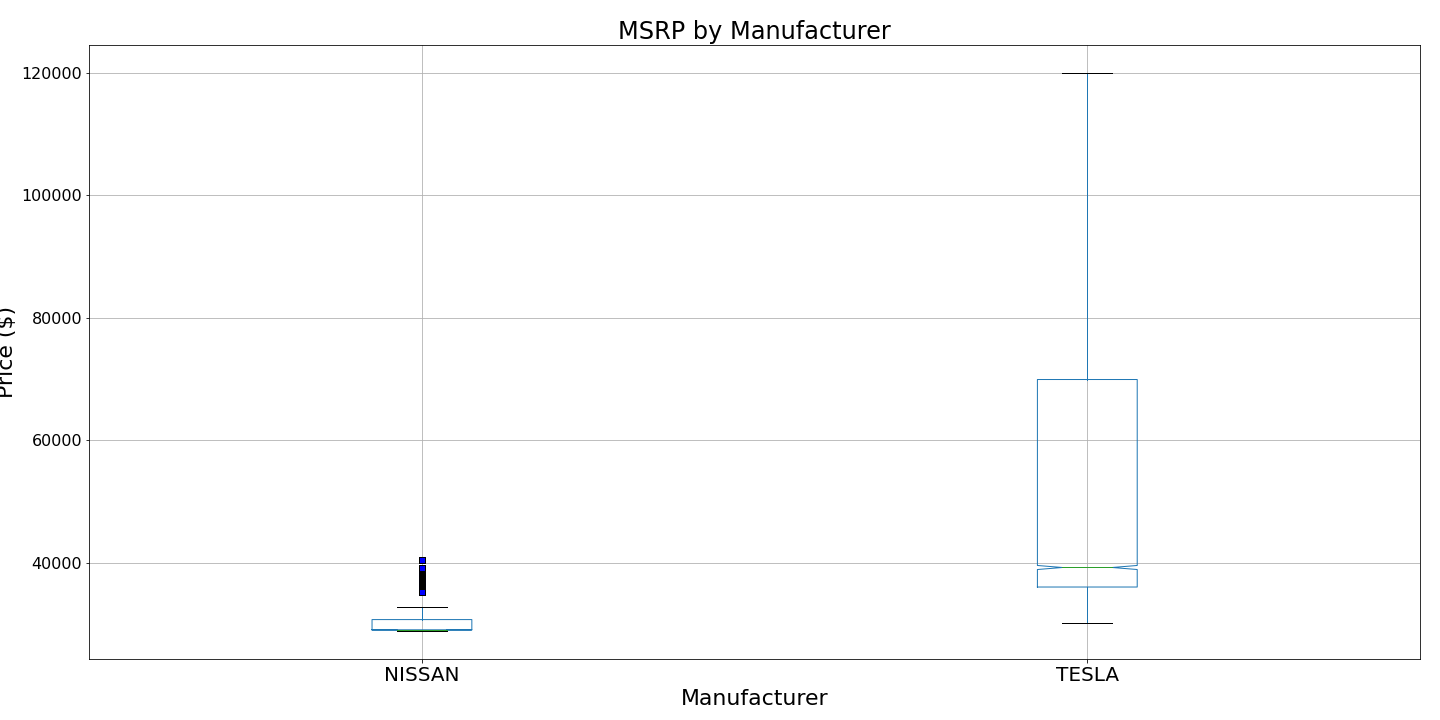 MSRP by Manufacturer
120000
100000
80000
60000
40000
Price ($)
NISSAN
TESLA
Manufacturer